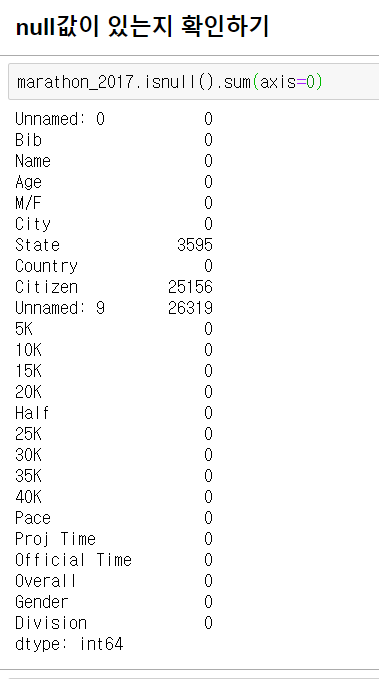 null값이 있는지 확인하기
marathon_2017.isnull().sum(axis=0)
Unnamed: 0 0
Bib 0
Name 0
Age 0
M/F 0
City 0
State 3595
Country 0
Citizen 25156
Unnamed: 9 26319
5K 0
10K 0
15K 0
20K 0
Half 0
25K 0
30K 0
35K 0
40K 0
Pace 0
Proj Time 0
Official Time 0
Overall 0
Gender 0
Division 0
dtype: int64